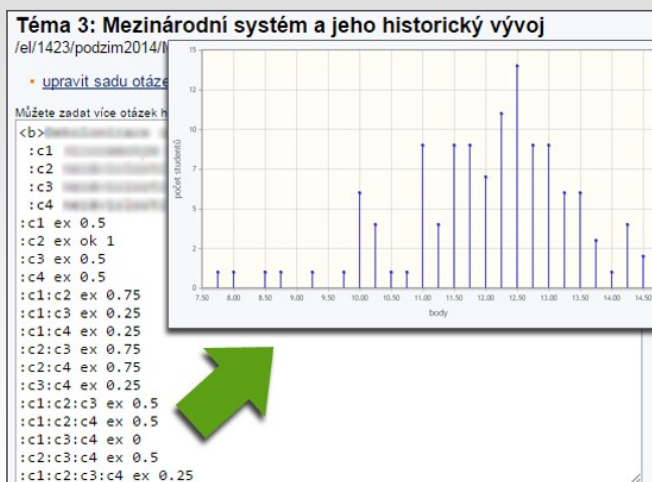 Téma 3: Mezinárodní systém a jeho historický vývoj
/el/1423/podzim2014/
upravit sadu otáze
Můžete zadat více otázek h
<b>
:c1
:c2
:c3
:c4
:c1 ex 0.5
:c2 ex ok 1
:c3 ex 0.5
:c4 ex 0.5
:c1:c2 ex 0.75
:c1:c3 ex 0.25
:c1:c4 ex 0.25
:c2:c3 ex 0.75
:c2:c4 ex 0.75
:c3:c4 ex 0.25
:c1:c2:c3 ex 0.5
:c1:c2:c4 ex 0.5
:c1:c3:c4 ex 0
:c2:c3:c4 ex 0.5
:c1:c2:c3:c4 ex 0.25
počet studentů
15
12
10
7
5
2
0
7.50 8.00 8.50 9.00 9.50 10.00 10.50 11.00 11.50 12.00 12.50 13.00 13.50 14.00 14.50
body